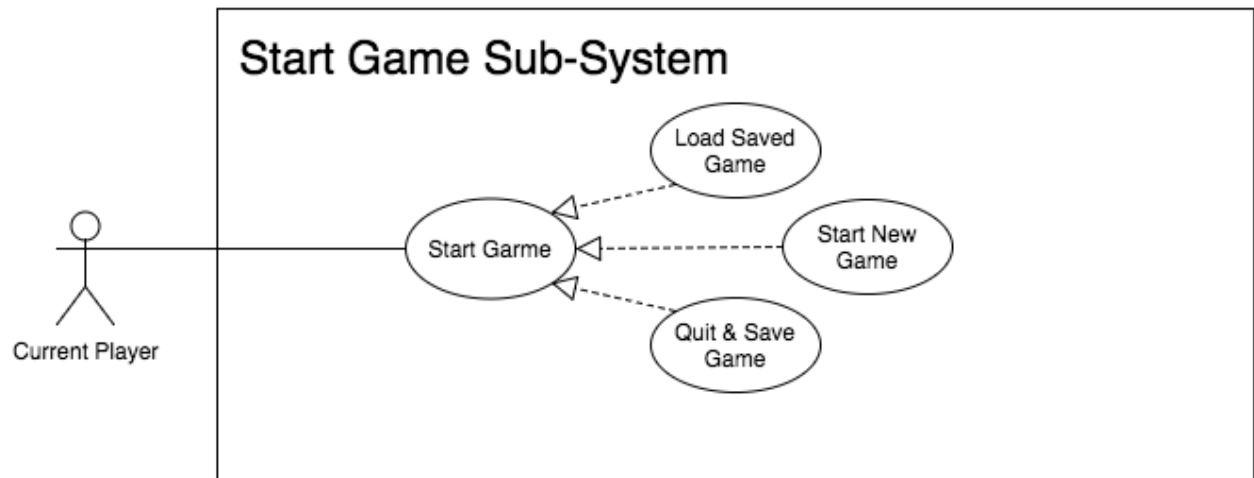 Start Game Sub-System
Load Saved
Game
Start Garme
Start New
Game
Quit & Save
Game
Current Player